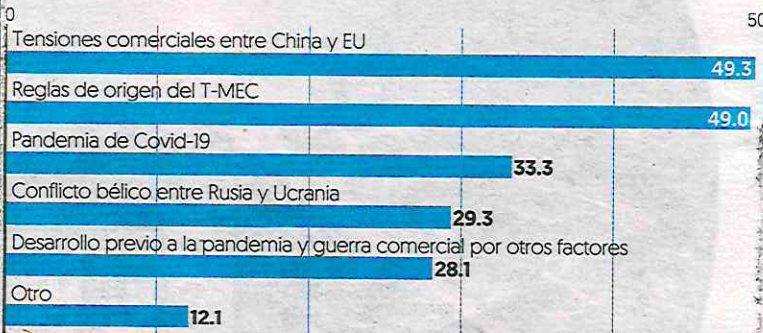 0 50
Tensiones comerciales entre China y EU
49.3
Reglas de origen del T-MEC
49.0
Pandemia de Covid-19
33.3
Conflicto bélico entre Rusia y Ucrania
29.3
Desarrollo previo a la pandemia y guerra comercial por otros factores
28.1
Otro
12.1